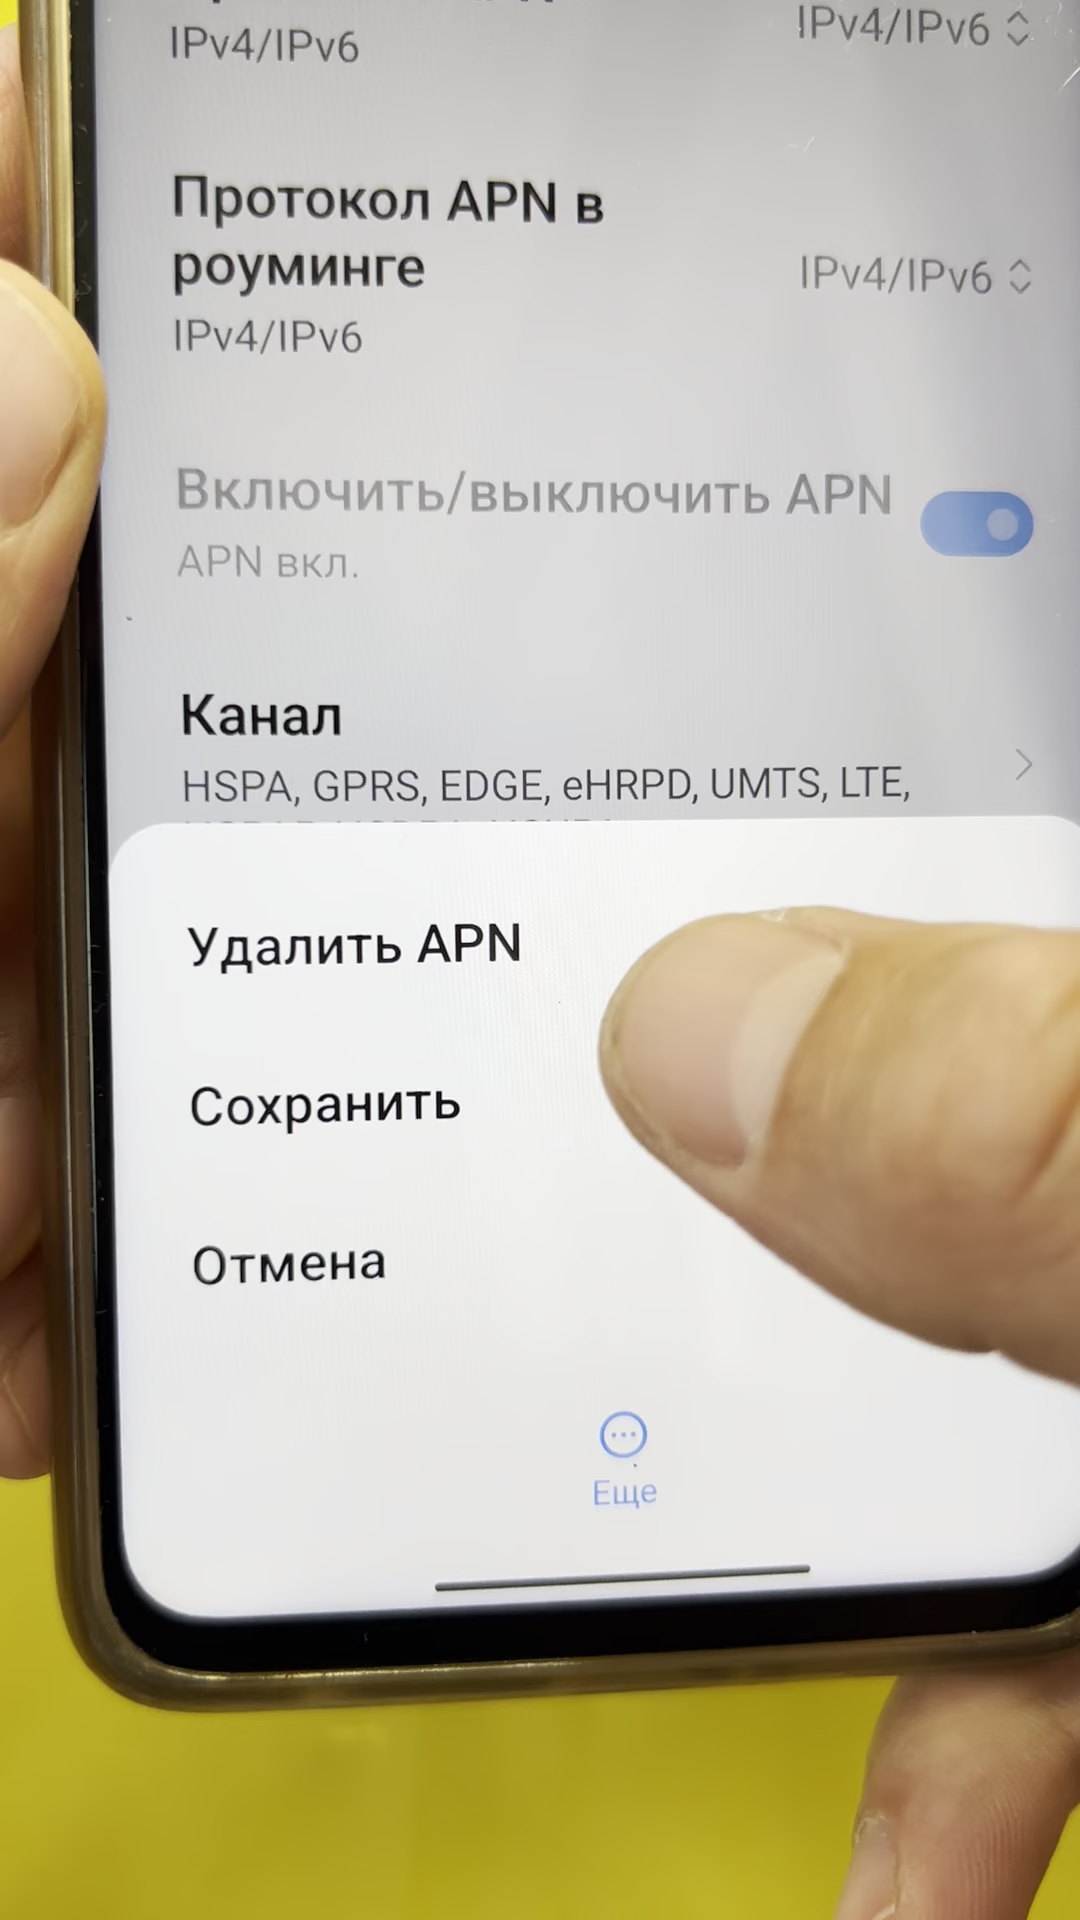 IPv4/IPv6
IPv4/IPv6
Протокол APN в
роуминге
IPv4/IPv6
IPv4/IPv6
Включить/выключить APN
APN вкл.
Канал
HSPA, GPRS, EDGE, eHRPD, UMTS, LTE,
Удалить APN
Сохранить
Отмена
Еще